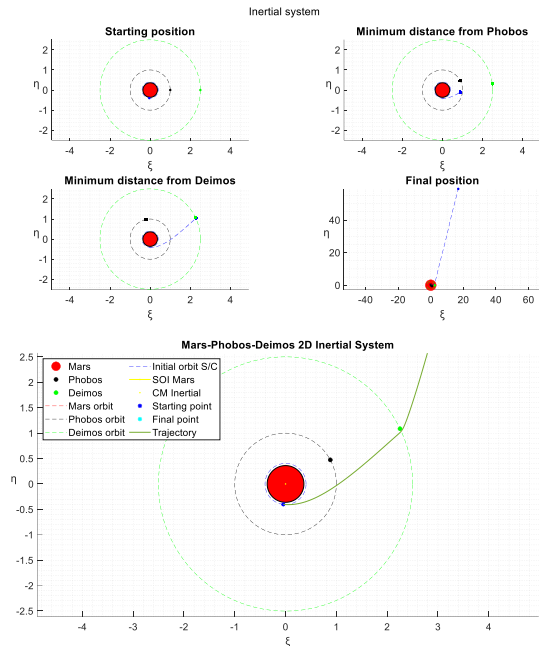 Inertial system
Starting position
2
1
0
-1
-2
η
-4 -2 0 2 4
ξ
Minimum distance from Phobos
2
1
0
-1
-2
η
-4 -2 0 2 4
ξ
Minimum distance from Deimos
2
1
0
-1
-2
η
-4 -2 0 2 4
ξ
Final position
40
20
0
η
-40 -20 0 20 40 60
ξ
Mars-Phobos-Deimos 2D Inertial System
2.5
2
1.5
1
0.5
0
-0.5
-1
-1.5
-2
-2.5
η
Mars
Phobos
Deimos
Mars orbit
Phobos orbit
Deimos orbit
Initial orbit S/C
SOI Mars
CM Inertial
Starting point
Final point
Trajectory
-4 -3 -2 -1 0 1 2 3 4
ξ